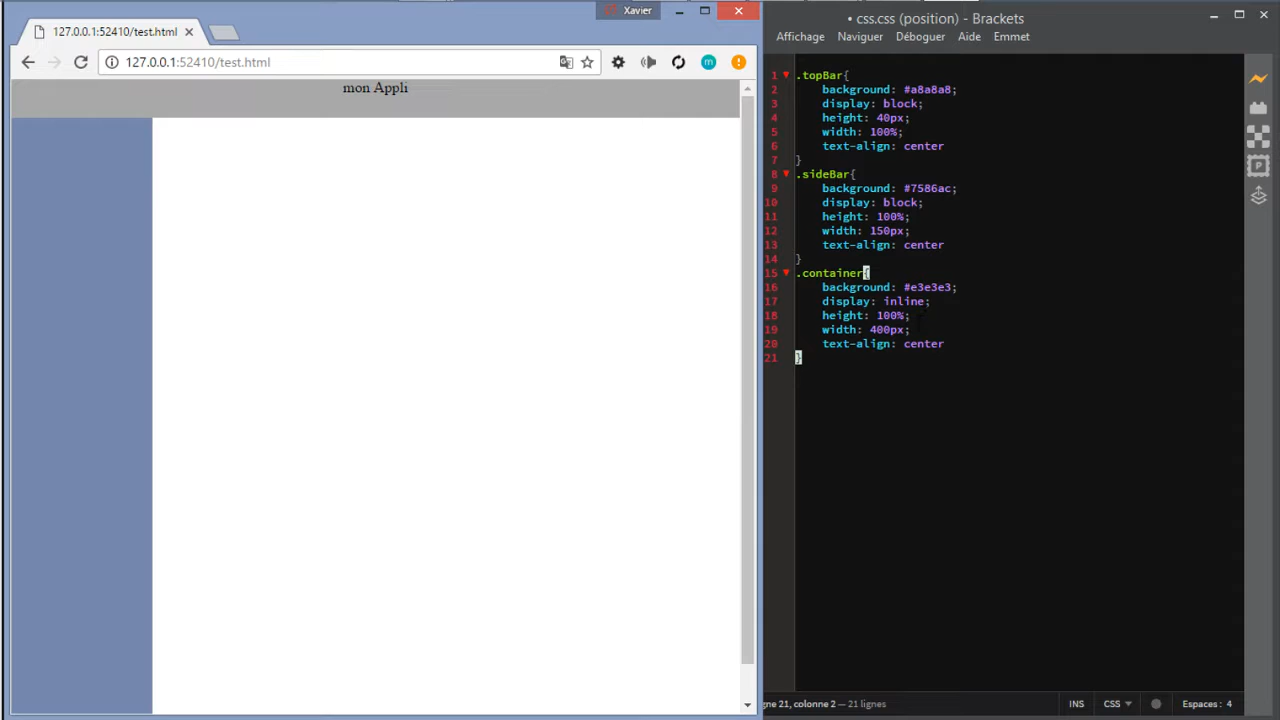 Xavier
127.0.0.1:52410/test.html
127.0.0.1:52410/test.html
m
mon Appli
• css.css (position) - Brackets
Affichage Naviguer Déboguer Aide Emmet
1 .topBar{
2 background: #a8a8a8;
3 display: block;
4 height: 40px;
5 width: 100%;
6 text-align: center
7 }
8 .sideBar{
9 background: #7586ac;
10 display: block;
11 height: 100%;
12 width: 150px;
13 text-align: center
14 }
15 .container{
16 background: #e3e3e3;
17 display: inline;
18 height: 100%;
19 width: 400px;
20 text-align: center
21 }
P
gne 21, colonne 2 — 21 lignes
INS CSS Espaces : 4